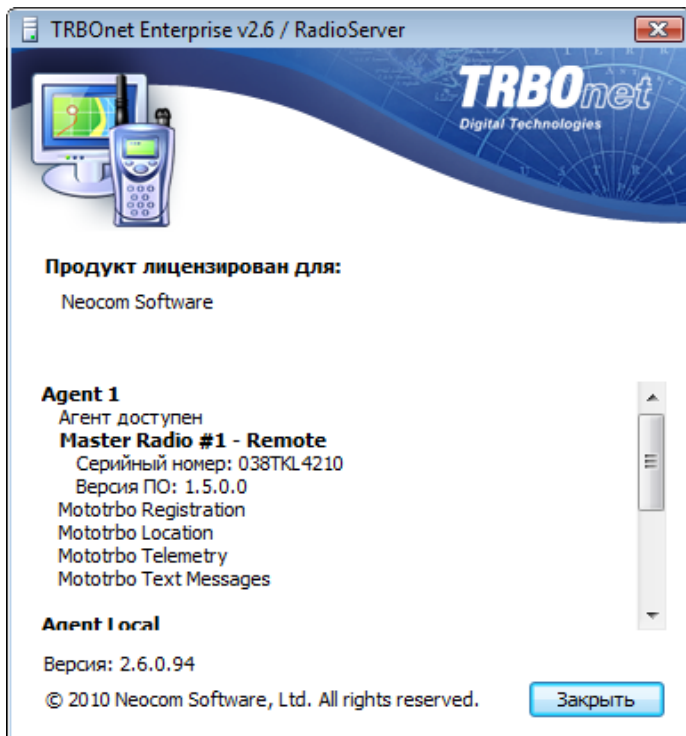 TRBOnet Enterprise v2.6 / RadioServer
TRBOnet
Digital Technologies
Продукт лицензирован для:
Neocom Software
Agent 1
Агент доступен
Master Radio #1 - Remote
Серийный номер: 038TKL4210
Версия ПО: 1.5.0.0
Mototrbo Registration
Mototrbo Location
Mototrbo Telemetry
Mototrbo Text Messages
Agent Local
Версия: 2.6.0.94
© 2010 Neocom Software, Ltd. All rights reserved.
Закрыть